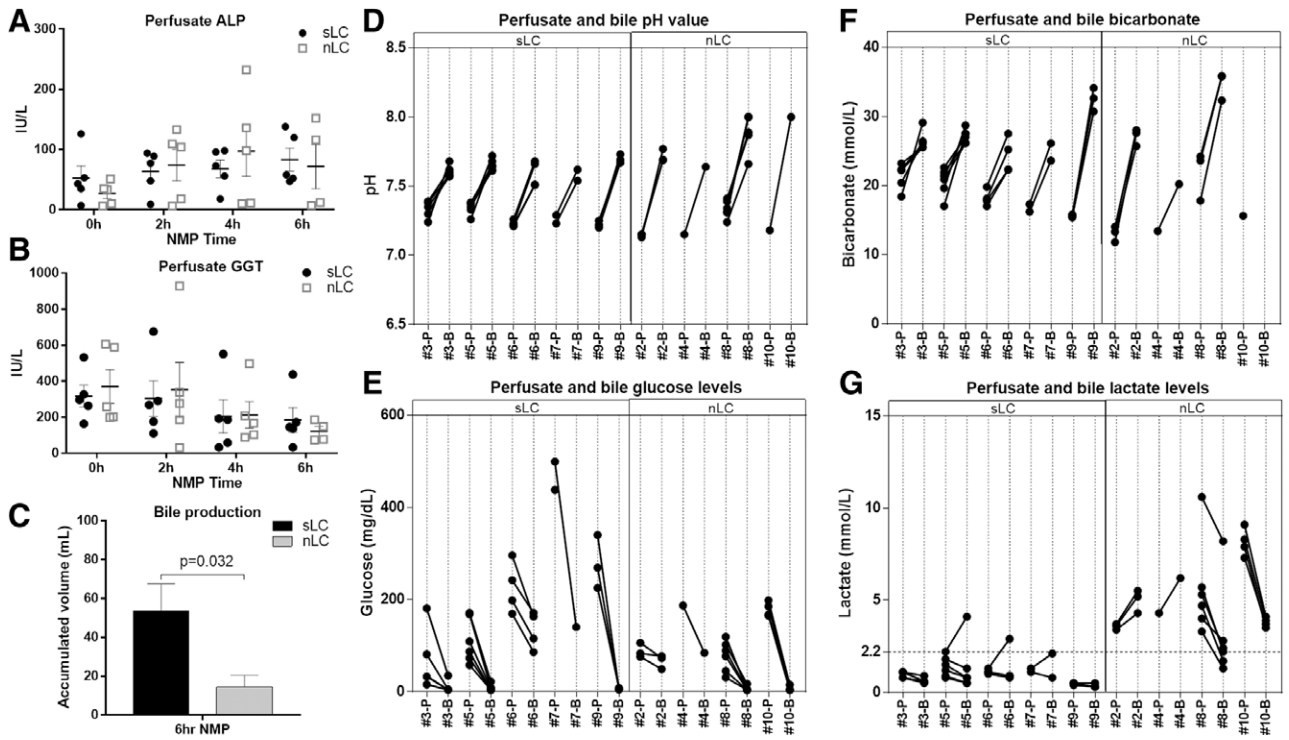 A
Perfusate ALP
sLC
nLC
IU/L
300
200
100
0
0h 2h 4h 6h
NMP Time
B
Perfusate GGT
sLC
nLC
IU/L
1000
800
600
400
200
0
0h 2h 4h 6h
NMP Time
C
Bile production
sLC
nLC
p=0.032
Accumulated volume (mL)
100
80
60
40
20
0
6hr NMP
D
Perfusate and bile pH value
sLC nLC
pH
8.5
8.0
7.5
7.0
6.5
#3-P #3-B #5-P #5-B #6-P #6-B #7-P #7-B #9-P #9-B #2-P #2-B #4-P #4-B #8-P #8-B #10-P #10-B
E
Perfusate and bile glucose levels
sLC nLC
Glucose (mg/dL)
600
400
200
0
#3-P #3-B #5-P #5-B #6-P #6-B #7-P #7-B #9-P #9-B #2-P #2-B #4-P #4-B #8-P #8-B #10-P #10-B
F
Perfusate and bile bicarbonate
sLC nLC
Bicarbonate (mmol/L)
40
30
20
10
0
#3-P #3-B #5-P #5-B #6-P #6-B #7-P #7-B #9-P #9-B #2-P #2-B #4-P #4-B #8-P #8-B #10-P #10-B
G
Perfusate and bile lactate levels
sLC nLC
Lactate (mmol/L)
15
10
5
2.2
0
#3-P #3-B #5-P #5-B #6-P #6-B #7-P #7-B #9-P #9-B #2-P #2-B #4-P #4-B #8-P #8-B #10-P #10-B